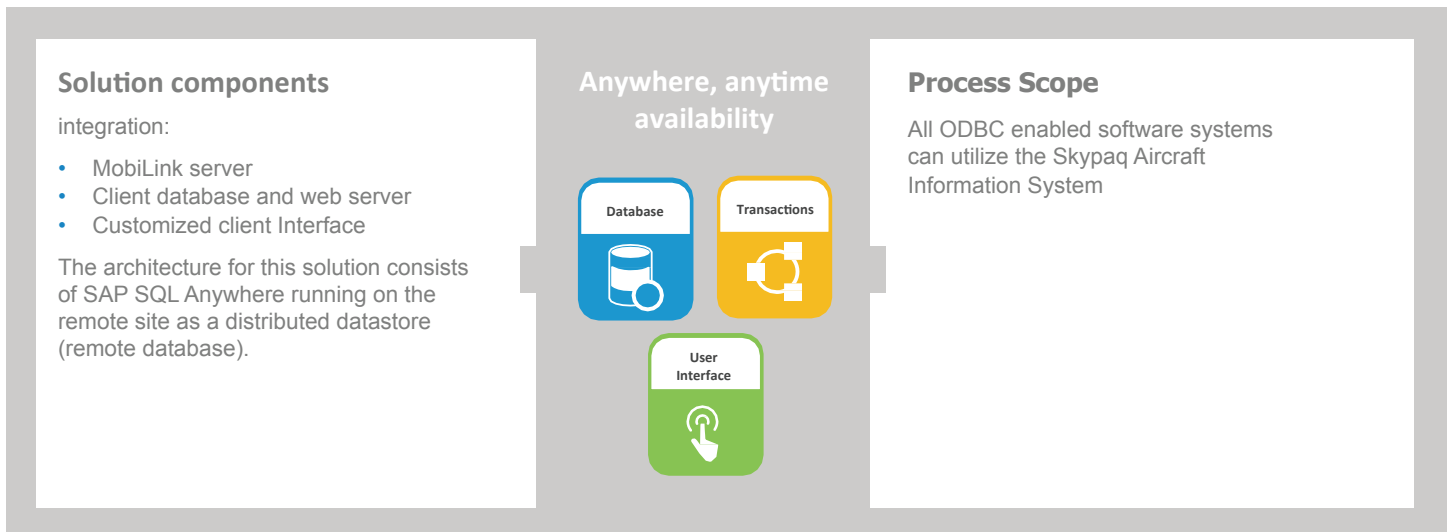 Solution components
integration:
• MobiLink server
• Client database and web server
• Customized client Interface
The architecture for this solution consists
of SAP SQL Anywhere running on the
remote site as a distributed datastore
(remote database).
Anywhere, anytime
availability
Database
Transactions
User
Interface
Process Scope
All ODBC enabled software systems
can utilize the Skypaq Aircraft
Information System